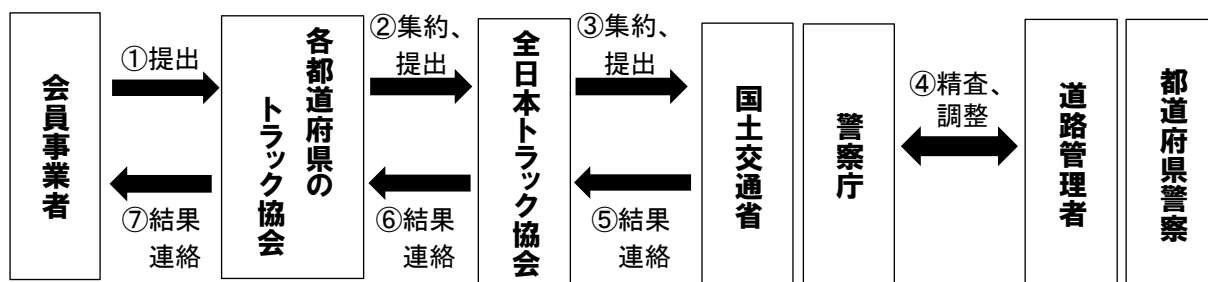 会員事業者
①提出
⑦結果
連絡
各都道府県の
トラック協会
②集約、
提出
⑥結果
連絡
全日本トラック協会
③集約、
提出
⑤結果
連絡
国土交通省
警察庁
④精査、
調整
道路管理者
都道府県警察